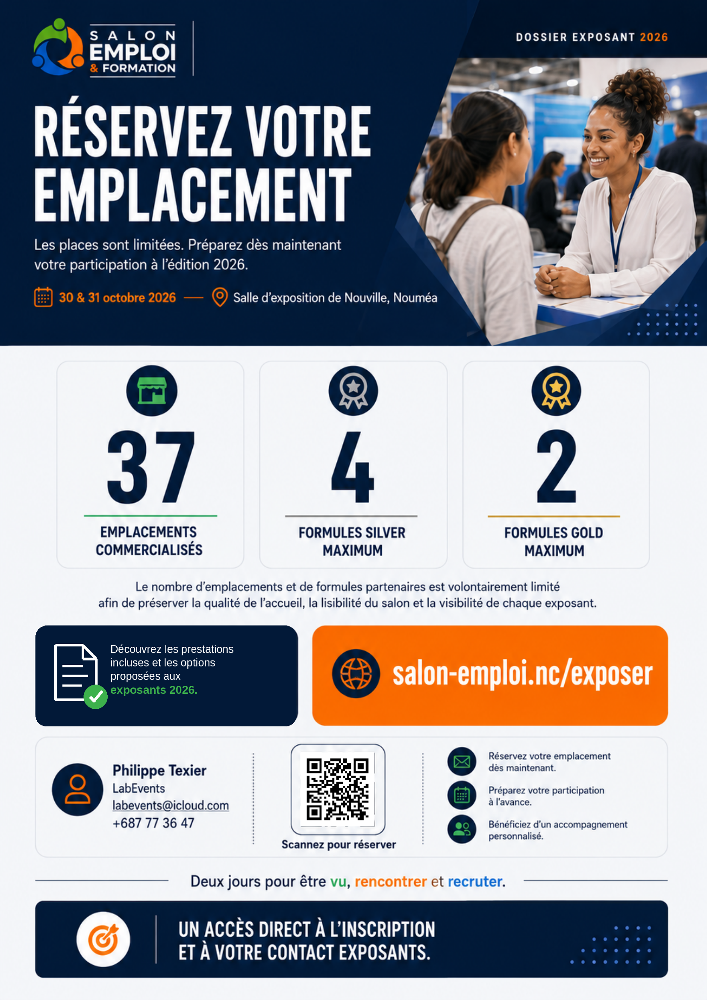 SALON
EMPLOI
& FORMATION
DOSSIER EXPOSANT 2026
RÉSERVEZ VOTRE
EMPLACEMENT
Les places sont limitées. Préparez dès maintenant
votre participation à l’édition 2026.
30 & 31 octobre 2026 — Salle d’exposition de Nouville, Nouméa
37
EMPLACEMENTS
COMMERCIALISÉS
4
FORMULES SILVER
MAXIMUM
2
FORMULES GOLD
MAXIMUM
Le nombre d’emplacements et de formules partenaires est volontairement limité
afin de préserver la qualité de l’accueil, la lisibilité du salon et la visibilité de chaque exposant.
Découvrez les prestations
incluses et les options
proposées aux
exposants 2026.
salon-emploi.nc/exposer
Philippe Texier
LabEvents
labevents@icloud.com
+687 77 36 47
Scannez pour réserver
Réservez votre emplacement
dès maintenant.
Préparez votre participation
à l’avance.
Bénéficiez d’un accompagnement
personnalisé.
Deux jours pour être vu, rencontrer et recruter.
UN ACCÈS DIRECT À L’INSCRIPTION
ET À VOTRE CONTACT EXPOSANTS.